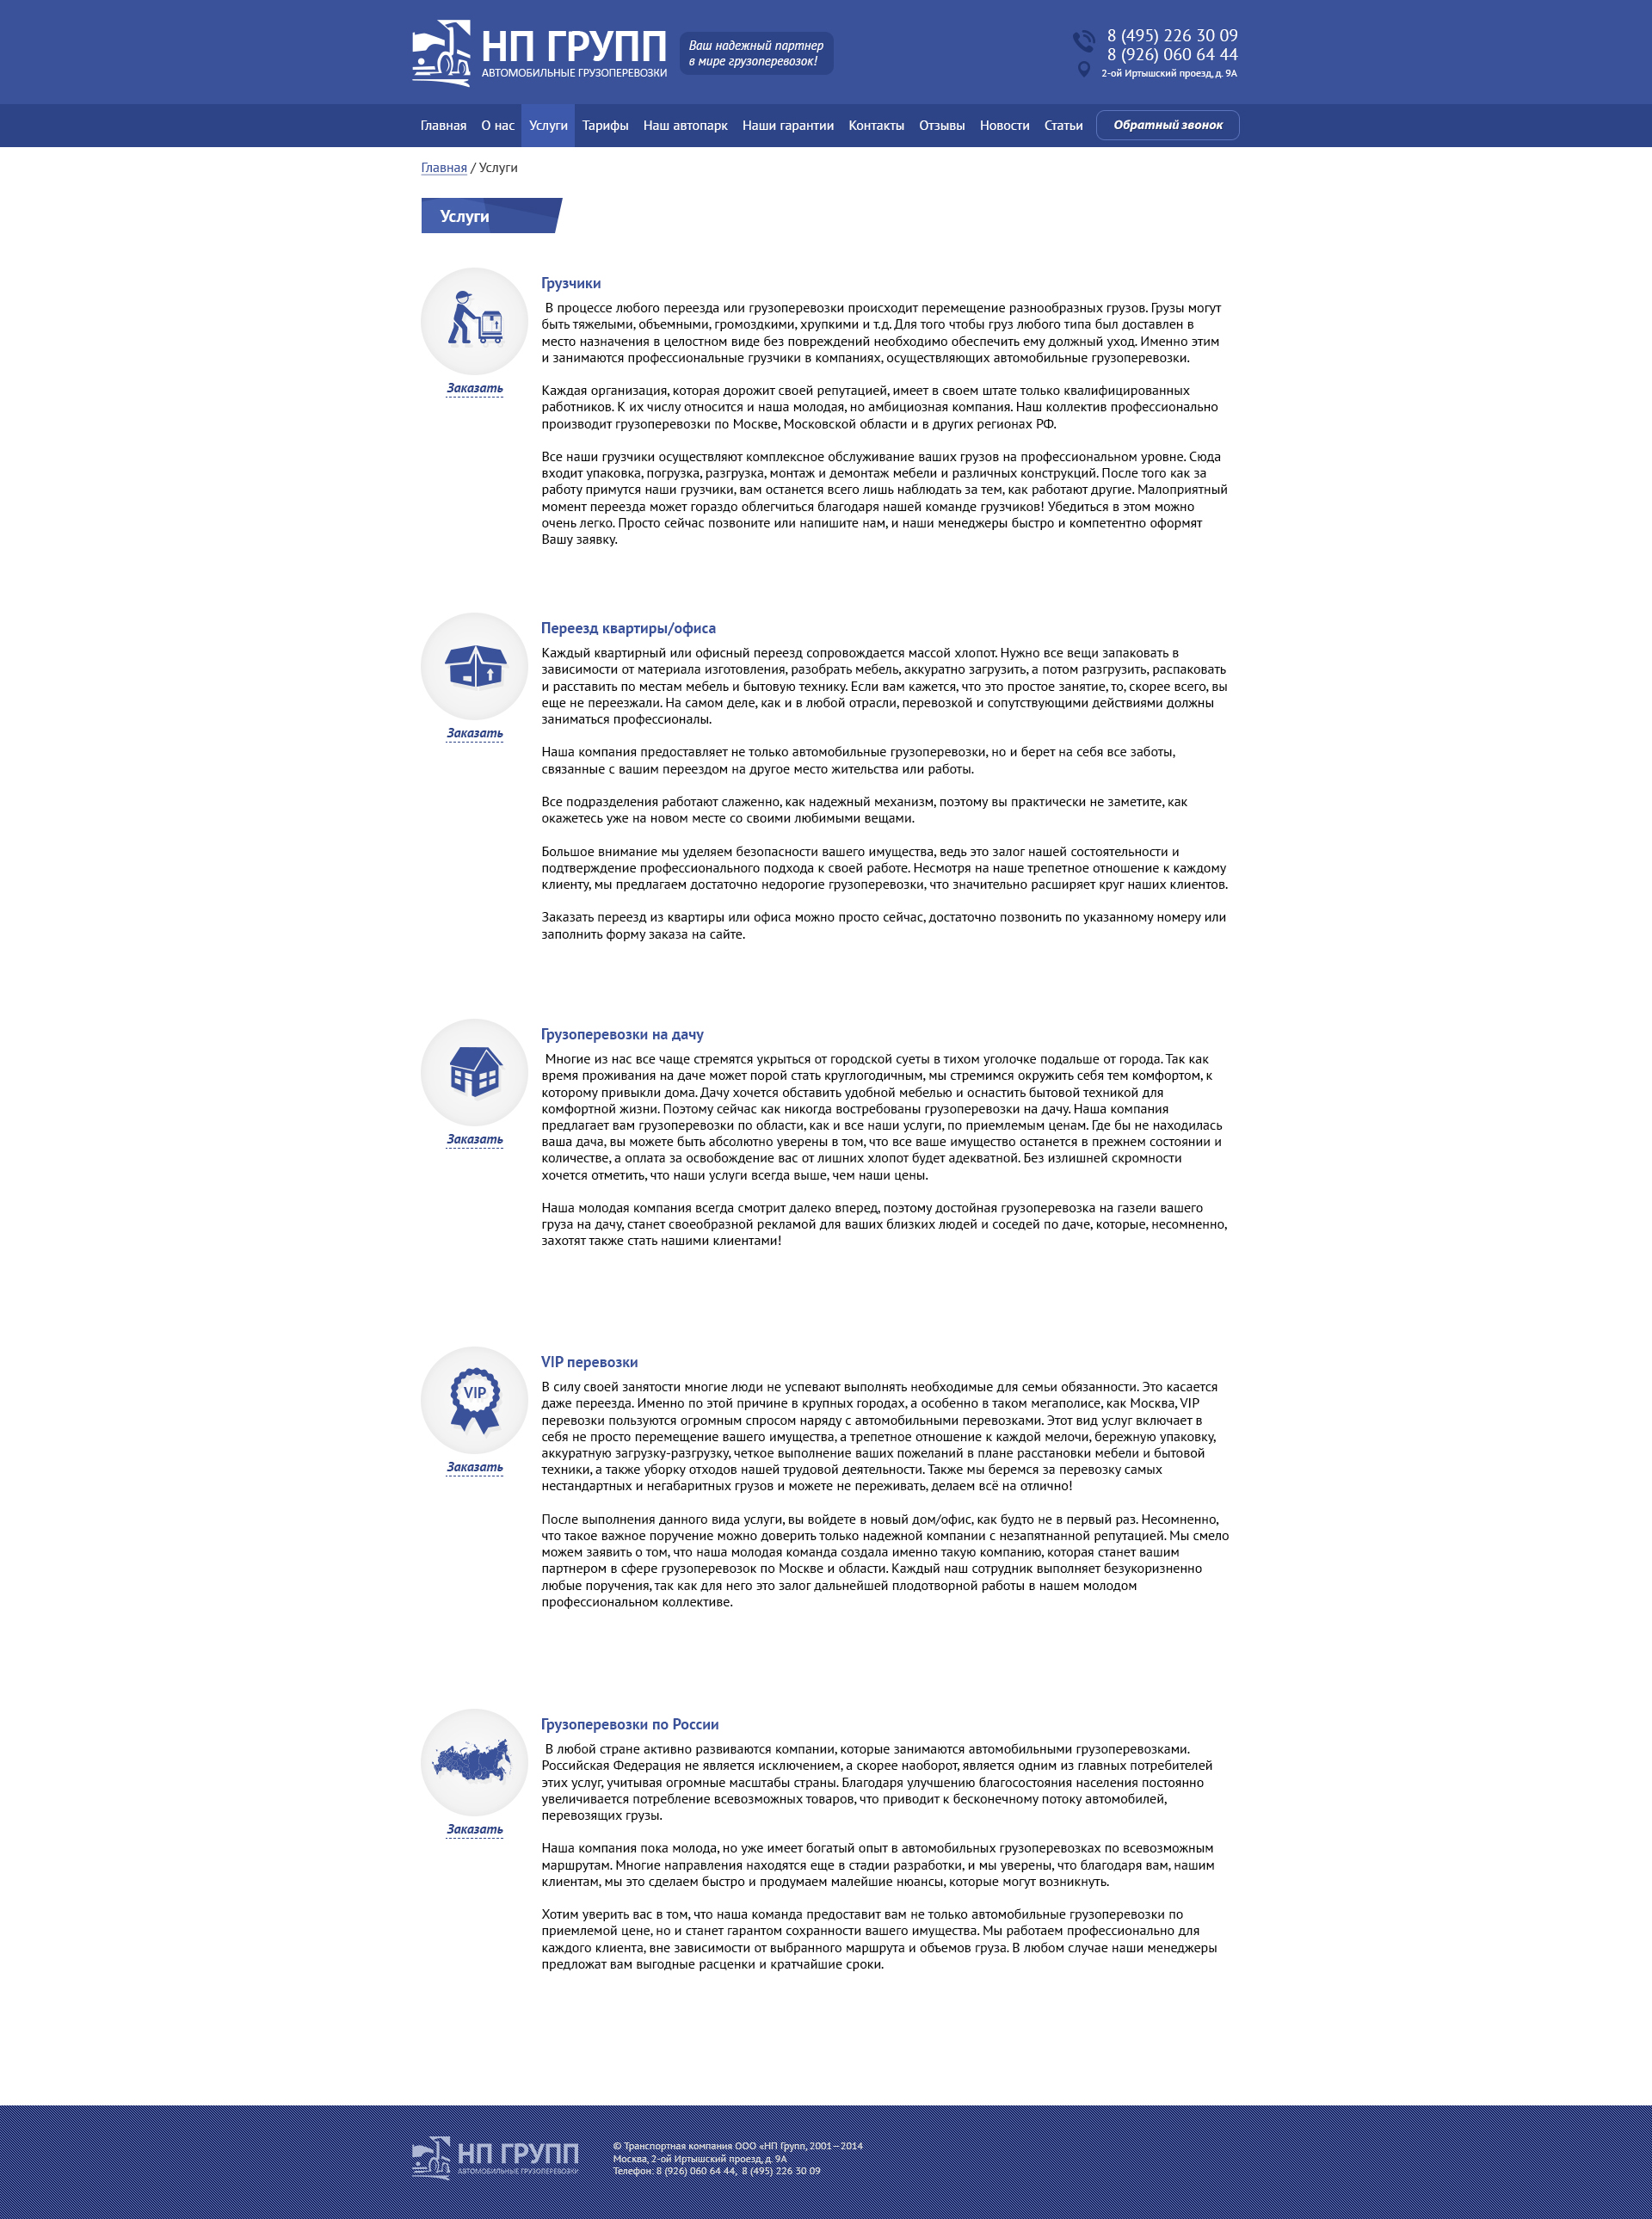 НП ГРУПП
АВТОМОБИЛЬНЫЕ ГРУЗОПЕРЕВОЗКИ
Ваш надежный партнер
в мире грузоперевозок!
8 (495) 226 30 09
8 (926) 060 64 44
2-ой Иртышский проезд, д. 9А
Главная О нас Услуги Тарифы Наш автопарк Наши гарантии Контакты Отзывы Новости Статьи Обратный звонок
Главная / Услуги
Услуги
Грузчики
В процессе любого переезда или грузоперевозки происходит перемещение разнообразных грузов. Грузы могут
быть тяжелыми, объемными, громоздкими, хрупкими и т.д. Для того чтобы груз любого типа был доставлен в
место назначения в целостном виде без повреждений необходимо обеспечить ему должный уход. Именно этим
и занимаются профессиональные грузчики в компаниях, осуществляющих автомобильные грузоперевозки.
Заказать
Каждая организация, которая дорожит своей репутацией, имеет в своем штате только квалифицированных
работников. К их числу относится и наша молодая, но амбициозная компания. Наш коллектив профессионально
производит грузоперевозки по Москве, Московской области и в других регионах РФ.
Все наши грузчики осуществляют комплексное обслуживание ваших грузов на профессиональном уровне. Сюда
входит упаковка, погрузка, разгрузка, монтаж и демонтаж мебели и различных конструкций. После того как за
работу примутся наши грузчики, вам останется всего лишь наблюдать за тем, как работают другие. Малоприятный
момент переезда может гораздо облегчиться благодаря нашей команде грузчиков! Убедиться в этом можно
очень легко. Просто сейчас позвоните или напишите нам, и наши менеджеры быстро и компетентно оформят
Вашу заявку.
Переезд квартиры/офиса
Каждый квартирный или офисный переезд сопровождается массой хлопот. Нужно все вещи запаковать в
зависимости от материала изготовления, разобрать мебель, аккуратно загрузить, а потом разгрузить, распаковать
и расставить по местам мебель и бытовую технику. Если вам кажется, что это простое занятие, то, скорее всего, вы
еще не переезжали. На самом деле, как и в любой отрасли, перевозкой и сопутствующими действиями должны
заниматься профессионалы.
Заказать
Наша компания предоставляет не только автомобильные грузоперевозки, но и берет на себя все заботы,
связанные с вашим переездом на другое место жительства или работы.
Все подразделения работают слаженно, как надежный механизм, поэтому вы практически не заметите, как
окажетесь уже на новом месте со своими любимыми вещами.
Большое внимание мы уделяем безопасности вашего имущества, ведь это залог нашей состоятельности и
подтверждение профессионального подхода к своей работе. Несмотря на наше трепетное отношение к каждому
клиенту, мы предлагаем достаточно недорогие грузоперевозки, что значительно расширяет круг наших клиентов.
Заказать переезд из квартиры или офиса можно просто сейчас, достаточно позвонить по указанному номеру или
заполнить форму заказа на сайте.
Грузоперевозки на дачу
Многие из нас все чаще стремятся укрыться от городской суеты в тихом уголочке подальше от города. Так как
время проживания на даче может порой стать круглогодичным, мы стремимся окружить себя тем комфортом, к
которому привыкли дома. Дачу хочется обставить удобной мебелью и оснастить бытовой техникой для
комфортной жизни. Поэтому сейчас как никогда востребованы грузоперевозки на дачу. Наша компания
предлагает вам грузоперевозки по области, как и все наши услуги, по приемлемым ценам. Где бы не находилась
ваша дача, вы можете быть абсолютно уверены в том, что все ваше имущество останется в прежнем состоянии и
количестве, а оплата за освобождение вас от лишних хлопот будет адекватной. Без излишней скромности
хочется отметить, что наши услуги всегда выше, чем наши цены.
Заказать
Наша молодая компания всегда смотрит далеко вперед, поэтому достойная грузоперевозка на газели вашего
груза на дачу, станет своеобразной рекламой для ваших близких людей и соседей по даче, которые, несомненно,
захотят также стать нашими клиентами!
VIP
VIP перевозки
В силу своей занятости многие люди не успевают выполнять необходимые для семьи обязанности. Это касается
даже переезда. Именно по этой причине в крупных городах, а особенно в таком мегаполисе, как Москва, VIP
перевозки пользуются огромным спросом наряду с автомобильными перевозками. Этот вид услуг включает в
себя не просто перемещение вашего имущества, а трепетное отношение к каждой мелочи, бережную упаковку,
аккуратную загрузку-разгрузку, четкое выполнение ваших пожеланий в плане расстановки мебели и бытовой
техники, а также уборку отходов нашей трудовой деятельности. Также мы беремся за перевозку самых
нестандартных и негабаритных грузов и можете не переживать, делаем всё на отлично!
Заказать
После выполнения данного вида услуги, вы войдете в новый дом/офис, как будто не в первый раз. Несомненно,
что такое важное поручение можно доверить только надежной компании с незапятнанной репутацией. Мы смело
можем заявить о том, что наша молодая команда создала именно такую компанию, которая станет вашим
партнером в сфере грузоперевозок по Москве и области. Каждый наш сотрудник выполняет безукоризненно
любые поручения, так как для него это залог дальнейшей плодотворной работы в нашем молодом
профессиональном коллективе.
Грузоперевозки по России
В любой стране активно развиваются компании, которые занимаются автомобильными грузоперевозками.
Российская Федерация не является исключением, а скорее наоборот, является одним из главных потребителей
этих услуг, учитывая огромные масштабы страны. Благодаря улучшению благосостояния населения постоянно
увеличивается потребление всевозможных товаров, что приводит к бесконечному потоку автомобилей,
перевозящих грузы.
Заказать
Наша компания пока молода, но уже имеет богатый опыт в автомобильных грузоперевозках по всевозможным
маршрутам. Многие направления находятся еще в стадии разработки, и мы уверены, что благодаря вам, нашим
клиентам, мы это сделаем быстро и продумаем малейшие нюансы, которые могут возникнуть.
Хотим уверить вас в том, что наша команда предоставит вам не только автомобильные грузоперевозки по
приемлемой цене, но и станет гарантом сохранности вашего имущества. Мы работаем профессионально для
каждого клиента, вне зависимости от выбранного маршрута и объемов груза. В любом случае наши менеджеры
предложат вам выгодные расценки и кратчайшие сроки.
НП ГРУПП
АВТОМОБИЛЬНЫЕ ГРУЗОПЕРЕВОЗКИ
© Транспортная компания ООО «НП Групп, 2001—2014
Москва, 2-ой Иртышский проезд, д. 9А
Телефон: 8 (926) 060 64 44, 8 (495) 226 30 09